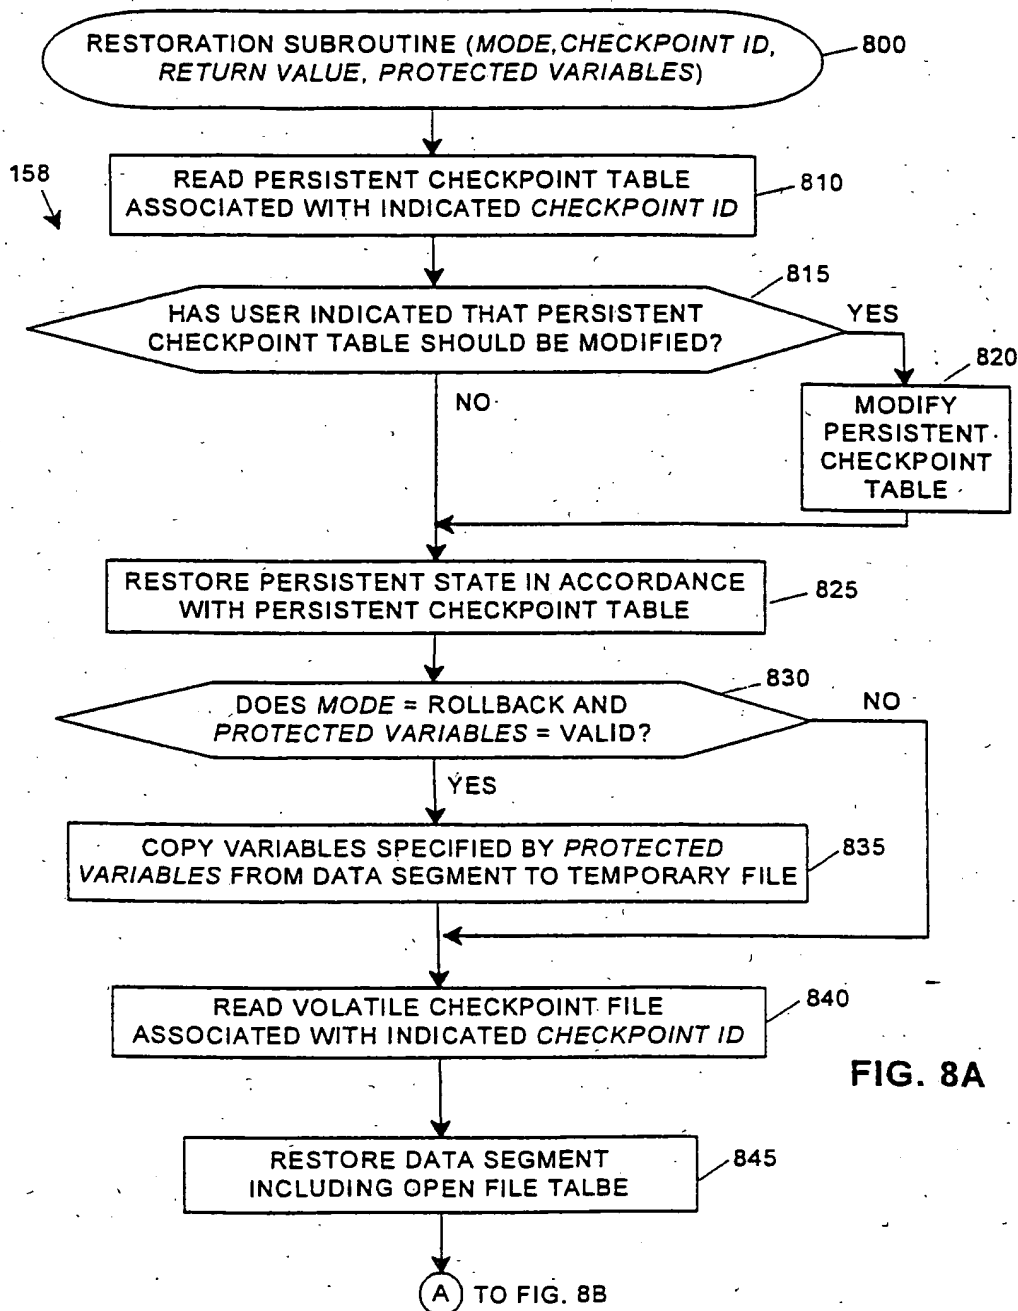 RESTORATION SUBROUTINE (MODE, CHECKPOINT ID,
RETURN VALUE, PROTECTED VARIABLES)
800
158
READ PERSISTENT CHECKPOINT TABLE
ASSOCIATED WITH INDICATED CHECKPOINT ID
810
815
HAS USER INDICATED THAT PERSISTENT
CHECKPOINT TABLE SHOULD BE MODIFIED?
YES
820
NO
MODIFY
PERSISTENT
CHECKPOINT
TABLE
RESTORE PERSISTENT STATE IN ACCORDANCE
WITH PERSISTENT CHECKPOINT TABLE
825
830
DOES MODE = ROLLBACK AND
PROTECTED VARIABLES = VALID?
NO
YES
COPY VARIABLES SPECIFIED BY PROTECTED
VARIABLES FROM DATA SEGMENT TO TEMPORARY FILE
835
READ VOLATILE CHECKPOINT FILE
ASSOCIATED WITH INDICATED CHECKPOINT ID
840
FIG. 8A
RESTORE DATA SEGMENT
INCLUDING OPEN FILE TALBE
845
A TO FIG. 8B